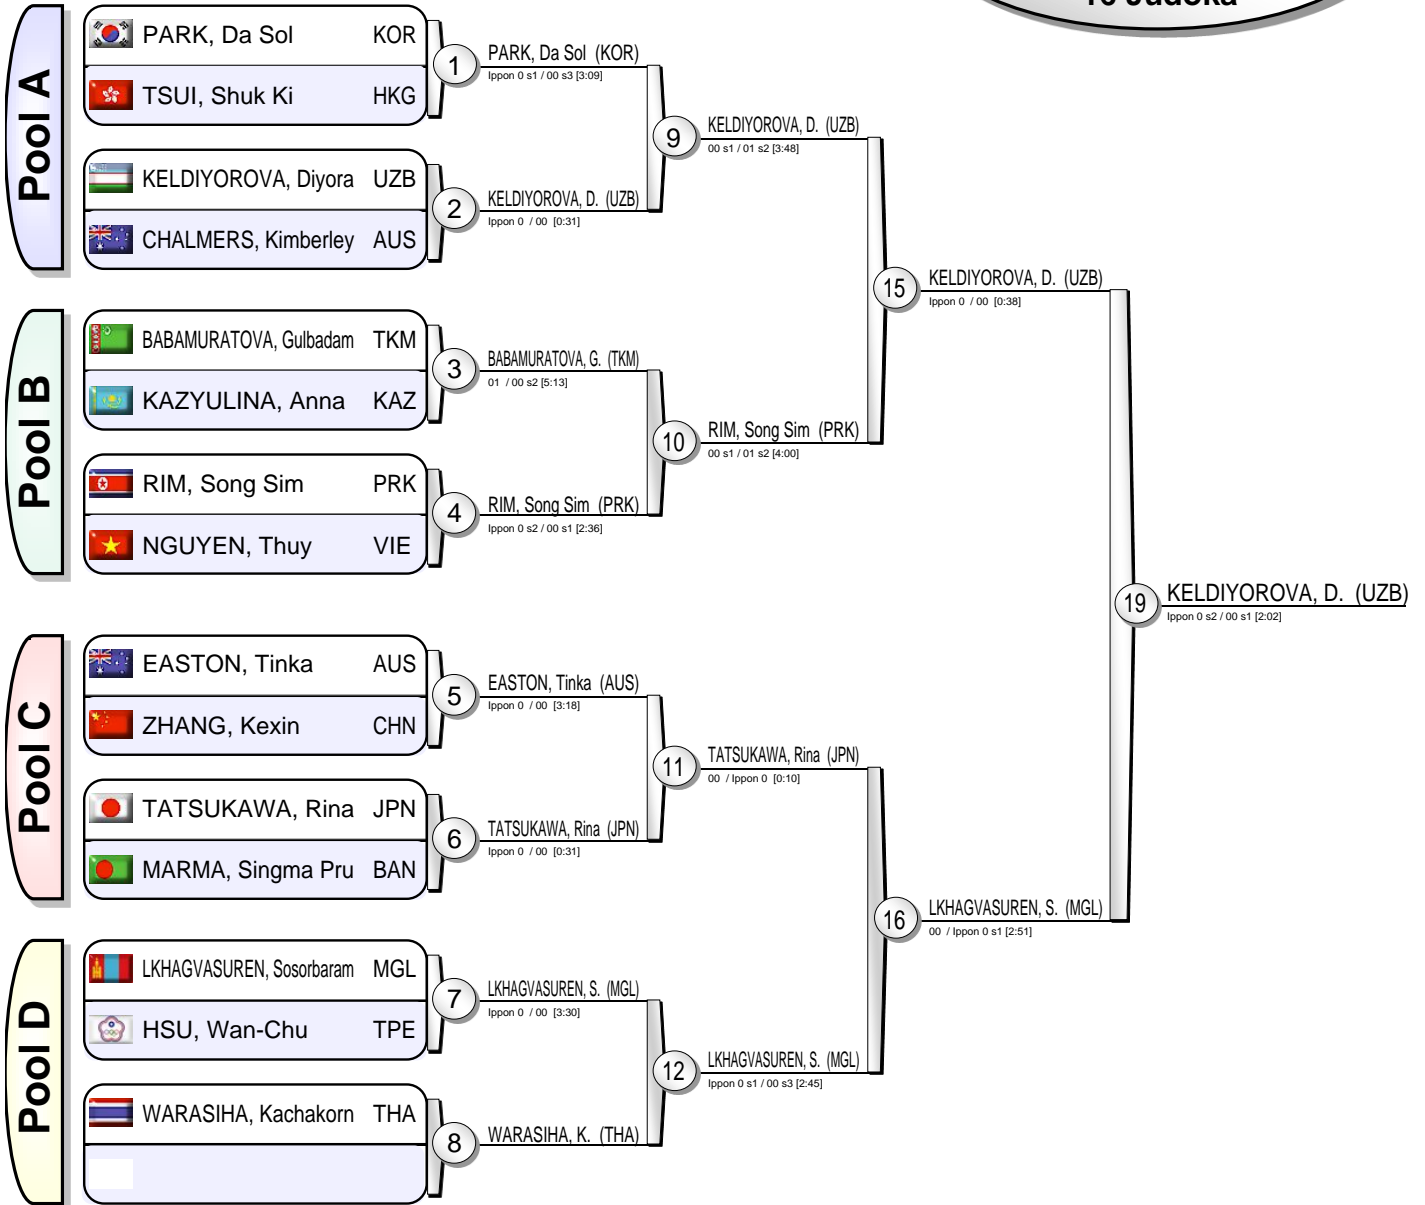 Pool A
PARK, Da Sol KOR
TSUI, Shuk Ki HKG
KELDIYOROVA, Diyora UZB
CHALMERS, Kimberley AUS
1
PARK, Da Sol (KOR)
Ippon 0 s1 / 00 s3 [3:09]
2
KELDIYOROVA, D. (UZB)
Ippon 0 / 00 [0:31]
9
KELDIYOROVA, D. (UZB)
00 s1 / 01 s2 [3:48]
Pool B
BABAMURATOVA, Gulbadam TKM
KAZYULINA, Anna KAZ
RIM, Song Sim PRK
NGUYEN, Thuy VIE
3
BABAMURATOVA, G. (TKM)
01 / 00 s2 [5:13]
4
RIM, Song Sim (PRK)
Ippon 0 s2 / 00 s1 [2:36]
10
RIM, Song Sim (PRK)
00 s1 / 01 s2 [4:00]
15
KELDIYOROVA, D. (UZB)
Ippon 0 / 00 [0:38]
Pool C
EASTON, Tinka AUS
ZHANG, Kexin CHN
TATSUKAWA, Rina JPN
MARMA, Singma Pru BAN
5
EASTON, Tinka (AUS)
Ippon 0 / 00 [3:18]
6
TATSUKAWA, Rina (JPN)
Ippon 0 / 00 [0:31]
11
TATSUKAWA, Rina (JPN)
00 / Ippon 0 [0:10]
Pool D
LKHAGVASUREN, Sosorbaram MGL
HSU, Wan-Chu TPE
WARASIHA, Kachakorn THA
7
LKHAGVASUREN, S. (MGL)
Ippon 0 / 00 [3:30]
8
WARASIHA, K. (THA)
12
LKHAGVASUREN, S. (MGL)
Ippon 0 s1 / 00 s3 [2:45]
16
LKHAGVASUREN, S. (MGL)
00 / Ippon 0 s1 [2:51]
19
KELDIYOROVA, D. (UZB)
Ippon 0 s2 / 00 s1 [2:02]